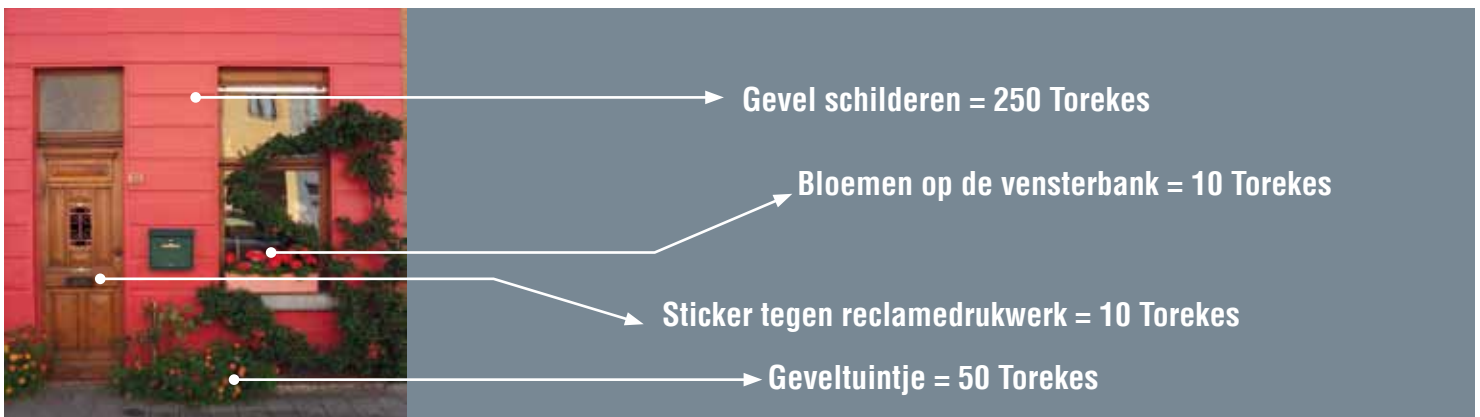 Gevel schilderen = 250 Torekes
Bloemen op de vensterbank = 10 Torekes
Sticker tegen reclamedrukwerk = 10 Torekes
Geveltuintje = 50 Torekes